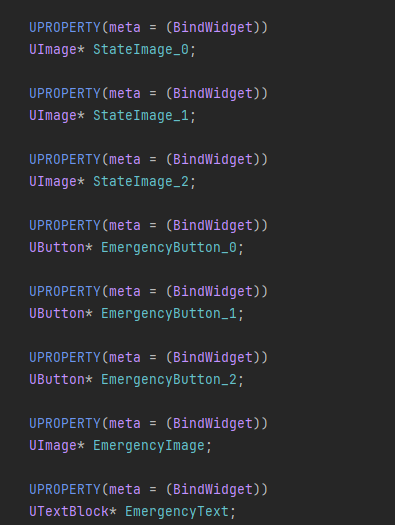 UPROPERTY(meta = (BindWidget))
UImage* StateImage_0;
UPROPERTY(meta = (BindWidget))
UImage* StateImage_1;
UPROPERTY(meta = (BindWidget))
UImage* StateImage_2;
UPROPERTY(meta = (BindWidget))
UButton* EmergencyButton_0;
UPROPERTY(meta = (BindWidget))
UButton* EmergencyButton_1;
UPROPERTY(meta = (BindWidget))
UButton* EmergencyButton_2;
UPROPERTY(meta = (BindWidget))
UImage* EmergencyImage;
UPROPERTY(meta = (BindWidget))
UTextBlock* EmergencyText;